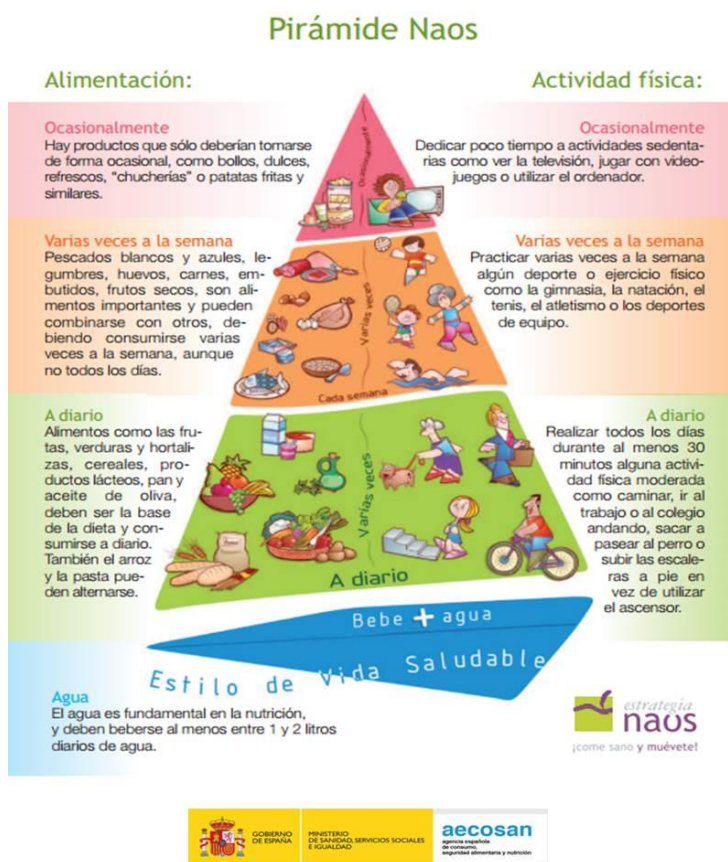 Pirámide Naos
Alimentación:
Ocasionalmente
Hay productos que sólo deberían tomarse
de forma ocasional, como bollos, dulces,
refrescos, "chucherías" o patatas fritas y
similares.
Varias veces a la semana
Pescados blancos y azules, le-
gumbres, huevos, carnes, em-
butidos, frutos secos, son ali-
mentos importantes y pueden
combinarse con otros, de-
biendo consumirse varias
veces a la semana, aunque
no todos los días.
A diario
Alimentos como las fru-
tas, verduras y hortali-
zas, cereales, pro-
ductos lácteos, pan y
aceite de oliva,
deben ser la base
de la dieta y con-
sumirse a diario.
También el arroz
y la pasta pue-
den alternarse.
Agua
El agua es fundamental en la nutrición,
y deben beberse al menos entre 1 y 2 litros
diarios de agua.
Ocasionalmente
Varias veces
Cada semana
Varias veces
A diario
Bebe + agua
Estilo de Vida Saludable
Actividad física:
Ocasionalmente
Dedicar poco tiempo a actividades sedenta-
rias como ver la televisión, jugar con video-
juegos o utilizar el ordenador.
Varias veces a la semana
Practicar varias veces a la semana
algún deporte o ejercicio físico
como la gimnasia, la natación, el
tenis, el atletismo o los deportes
de equipo.
A diario
Realizar todos los días
durante al menos 30
minutos alguna activi-
dad física moderada
como caminar, ir al
trabajo o al colegio
andando, sacar a
pasear al perro o
subir las escale-
ras a pie en
vez de utilizar
el ascensor.
estrategia
naos
¡come sano y muévete!
GOBIERNO
DE ESPAÑA
MINISTERIO
DE SANIDAD, SERVICIOS SOCIALES
E IGUALDAD
aecosan
agencia española
de consumo,
seguridad alimentaria y nutrición